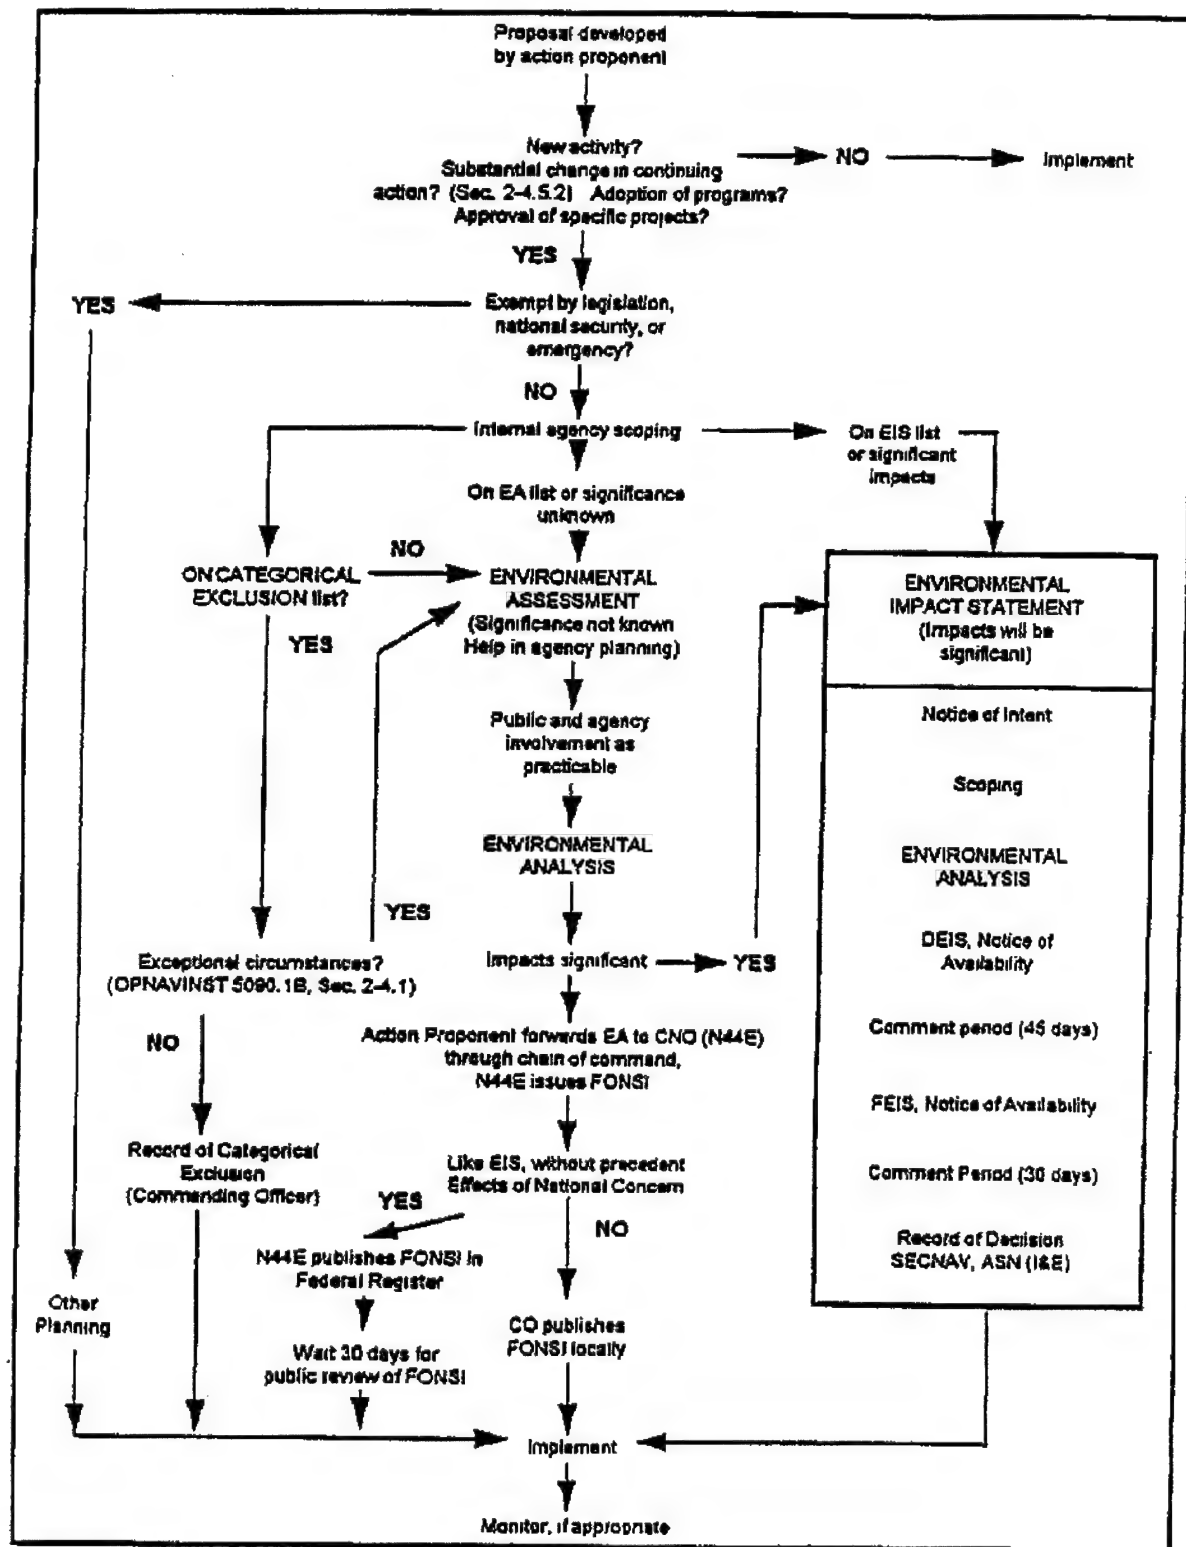 Proposal developed
by action proponent
New activity?
Substantial change in continuing
action? (Sec. 2-4.5.2) Adoption of programs?
Approval of specific projects?
NO
Implement
YES
YES
Exempt by legislation,
national security, or
emergency?
NO
Internal agency scoping
On EIS list
or significant
impacts
On EA list or significance
unknown
ON CATEGORICAL
EXCLUSION list?
NO
YES
ENVIRONMENTAL
ASSESSMENT
(Significance not known
Help in agency planning)
ENVIRONMENTAL
IMPACT STATEMENT
(Impacts will be
significant)
Public and agency
involvement as
practicable
Notice of Intent
Scoping
ENVIRONMENTAL
ANALYSIS
ENVIRONMENTAL
ANALYSIS
YES
Exceptional circumstances?
(OPNAVINST 5090.1B, Sec. 2-4.1)
Impacts significant
YES
DEIS, Notice of
Availability
NO
Action Proponent forwards EA to CNO (N44E)
through chain of command,
N44E issues FONSI
Comment period (45 days)
FEIS, Notice of Availability
Record of Categorical
Exclusion
(Commanding Officer)
Like EIS, without precedent
Effects of National Concern
Comment Period (30 days)
YES
NO
N44E publishes FONSI in
Federal Register
Record of Decision
SECNAV, ASN (I&E)
Other
Planning
Wait 30 days for
public review of FONSI
CO publishes
FONSI locally
Implement
Monitor, if appropriate